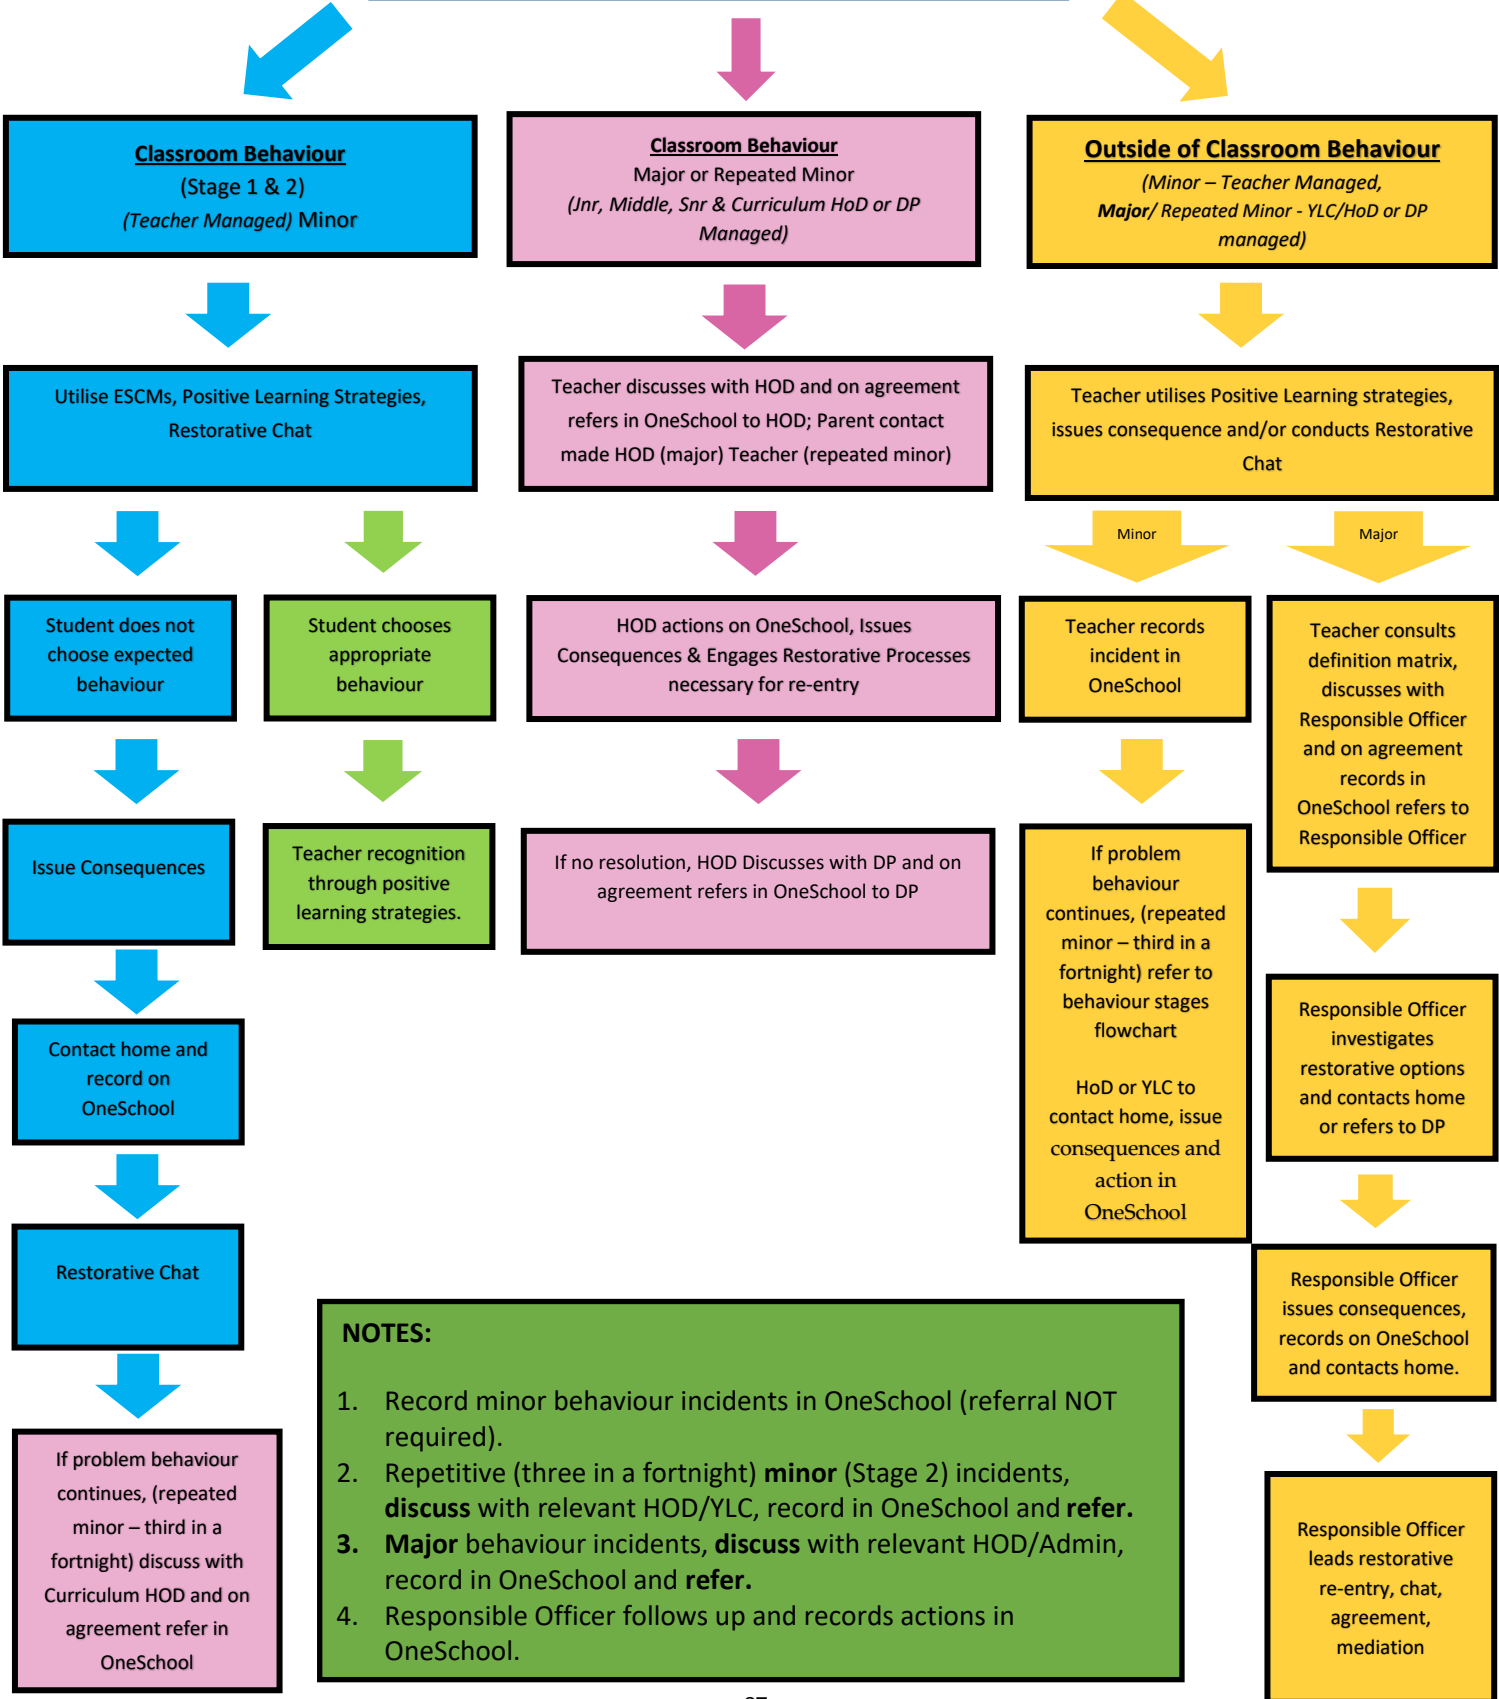 Classroom Behaviour
(Stage 1 & 2)
(Teacher Managed) Minor
Classroom Behaviour
Major or Repeated Minor
(Jnr, Middle, Snr & Curriculum HoD or DP
Managed)
Outside of Classroom Behaviour
(Minor – Teacher Managed,
Major/ Repeated Minor - YLC/HoD or DP
managed)
Utilise ESCMs, Positive Learning Strategies,
Restorative Chat
Teacher discusses with HOD and on agreement
refers in OneSchool to HOD; Parent contact
made HOD (major) Teacher (repeated minor)
Teacher utilises Positive Learning strategies,
issues consequence and/or conducts Restorative
Chat
Minor
Major
Student does not
choose expected
behaviour
Student chooses
appropriate
behaviour
HOD actions on OneSchool, Issues
Consequences & Engages Restorative Processes
necessary for re-entry
Teacher records
incident in
OneSchool
Teacher consults
definition matrix,
discusses with
Responsible Officer
and on agreement
records in
OneSchool refers to
Responsible Officer
Issue Consequences
Teacher recognition
through positive
learning strategies.
If no resolution, HOD Discusses with DP and on
agreement refers in OneSchool to DP
If problem
behaviour
continues, (repeated
minor – third in a
fortnight) refer to
behaviour stages
flowchart
HoD or YLC to
contact home, issue
consequences and
action in
OneSchool
Responsible Officer
investigates
restorative options
and contacts home
or refers to DP
Contact home and
record on
OneSchool
Restorative Chat
Responsible Officer
issues consequences,
records on OneSchool
and contacts home.
If problem behaviour
continues, (repeated
minor – third in a
fortnight) discuss with
Curriculum HOD and on
agreement refer in
OneSchool
NOTES:
1. Record minor behaviour incidents in OneSchool (referral NOT
required).
2. Repetitive (three in a fortnight) minor (Stage 2) incidents,
discuss with relevant HOD/YLC, record in OneSchool and refer.
3. Major behaviour incidents, discuss with relevant HOD/Admin,
record in OneSchool and refer.
4. Responsible Officer follows up and records actions in
OneSchool.
Responsible Officer
leads restorative
re-entry, chat,
agreement,
mediation